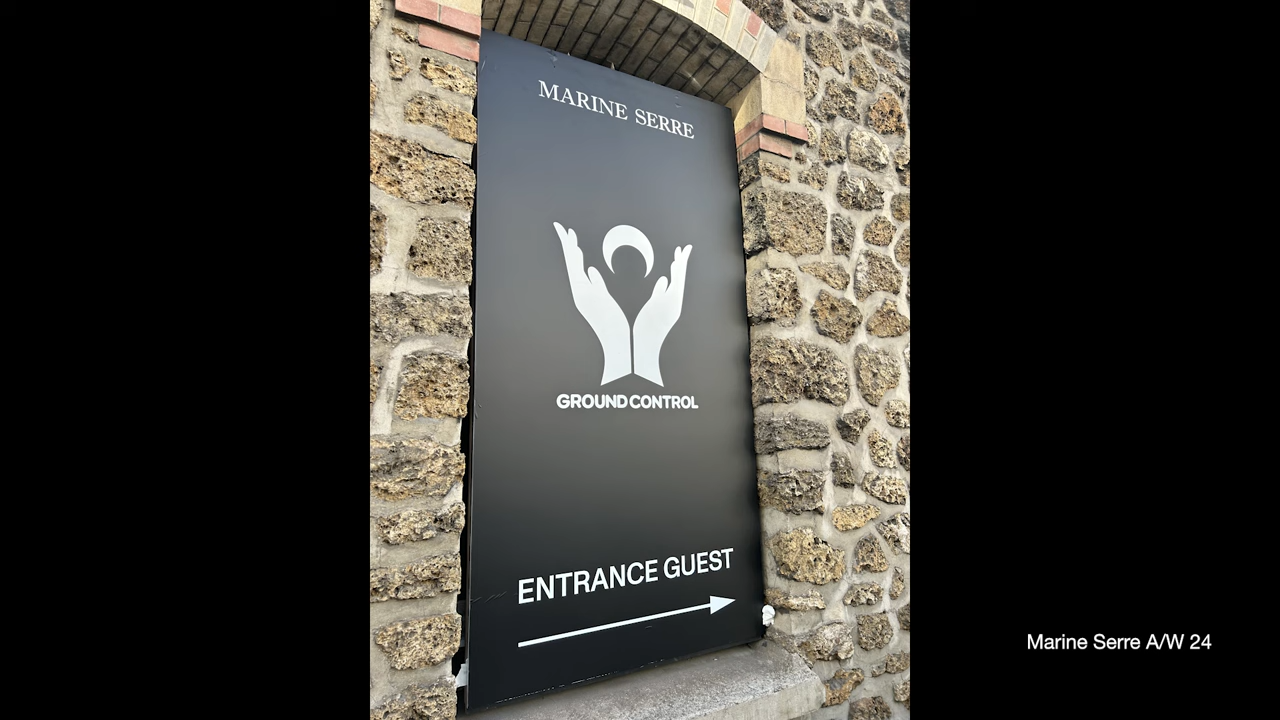 MARINE SERRE
GROUND CONTROL
ENTRANCE GUEST
Marine Serre A/W 24